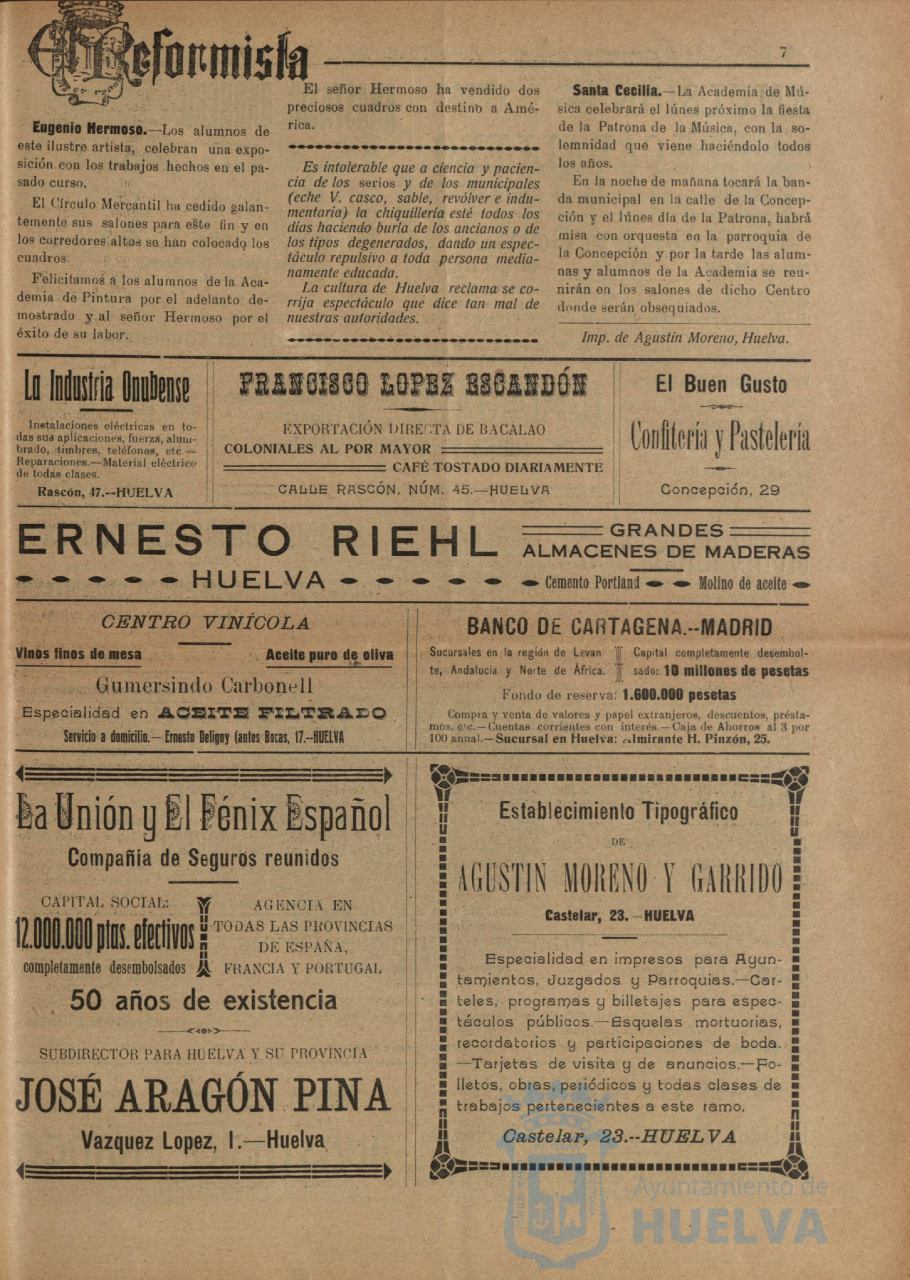 El Reformista
7
Eugenio Hermoso.—Los alumnos de
este ilustre artista, celebran una expo-
sición con los trabajos hechos en el pa-
sado curso.
El Círculo Mercantil ha cedido galan-
temente sus salones para este fin y en
los corredores altos se han colocado los
cuadros.
Felicitamos a los alumnos de la Aca-
demia de Pintura por el adelanto de-
mostrado y al señor Hermoso por el
éxito de su labor.
El señor Hermoso ha vendido dos
preciosos cuadros con destino a Amé-
rica.
Es intolerable que a ciencia y pacien-
cia de los serios y de los municipales
(eche V. casco, sable, revólver e indu-
mentaria) la chiquillería esté todos los
días haciendo burla de los ancianos o de
los tipos degenerados, dando un espec-
táculo repulsivo a toda persona media-
namente educada.
La cultura de Huelva reclama se co-
rrija espectáculo que dice tan mal de
nuestras autoridades.
Santa Cecilia.—La Academia de Mú-
sica celebrará el lúnes próximo la fiesta
de la Patrona de la Música, con la so-
lemnidad que viene haciéndolo todos
los años.
En la noche de mañana tocará la ban-
da municipal en la calle de la Concep-
ción y el lúnes día de la Patrona, habrá
misa con orquesta en la parroquia de
la Concepción y por la tarde las alum-
nas y alumnos de la Academia se reu-
nirán en los salones de dicho Centro
donde serán obsequiados.
Imp. de Agustín Moreno, Huelva.
La Industria Onubense
Instalaciones eléctricas en to-
das sus aplicaciones, fuerza, alum-
brado, timbres, teléfonos, etc —
Reparaciones.—Material eléctrico
de todas clases.
Rascón, 47.--HUELVA
FRANCISCO LOPEZ ESCANDÓN
EXPORTACIÓN DIRECTA DE BACALAO
COLONIALES AL POR MAYOR
CAFÉ TOSTADO DIARIAMENTE
CALLE RASCÓN, NÚM. 45.—HUELVA
El Buen Gusto
Confitería y Pastelería
Concepción, 29
ERNESTO RIEHL
HUELVA
GRANDES
ALMACENES DE MADERAS
Cemento Portland Molino de aceite
CENTRO VINÍCOLA
Vinos finos de mesa Aceite puro de oliva
Gumersindo Carbonell
Especialidad en ACEITE FILTRADO
Servicio a domicilio.— Ernesto Deligny (antes Bocas, 17.--HUELVA
BANCO DE CARTAGENA.--MADRID
Sucursales en la región de Levan
te, Andalucía y Norte de África.
Capital completamente desembol-
sado: 10 millones de pesetas
Fondo de reserva: 1.600.000 pesetas
Compra y venta de valores y papel extranjeros, descuentos, présta-
mos, etc.—Cuentas corrientes con interés.—Caja de Ahorros al 3 por
100 anual.—Sucursal en Huelva: Almirante H. Pinzón, 25.
La Unión y El Fénix Español
Compañía de Seguros reunidos
CAPITAL SOCIAL:
12.000.000 ptas. efectivos
completamente desembolsados
AGENCIA EN
TODAS LAS PROVINCIAS
DE ESPAÑA,
FRANCIA Y PORTUGAL
50 años de existencia
SUBDIRECTOR PARA HUELVA Y SU PROVINCIA
JOSÉ ARAGÓN PINA
Vazquez Lopez, 1.—Huelva
Establecimiento Tipográfico
DE
AGUSTIN MORENO Y GARRIDO
Castelar, 23. - HUELVA
Especialidad en impresos para Ayun-
tamientos, Juzgados y Parroquias.—Car-
teles, programas y billetajes para espec-
táculos públicos.—Esquelas mortuorias,
recordatorios y participaciones de boda.
—Tarjetas de visita y de anuncios.—Fo-
lletos, obras, periódicos y todas clases de
trabajos pertenecientes a este ramo.
Castelar, 23.--HUELVA
Ayuntamiento de
HUELVA